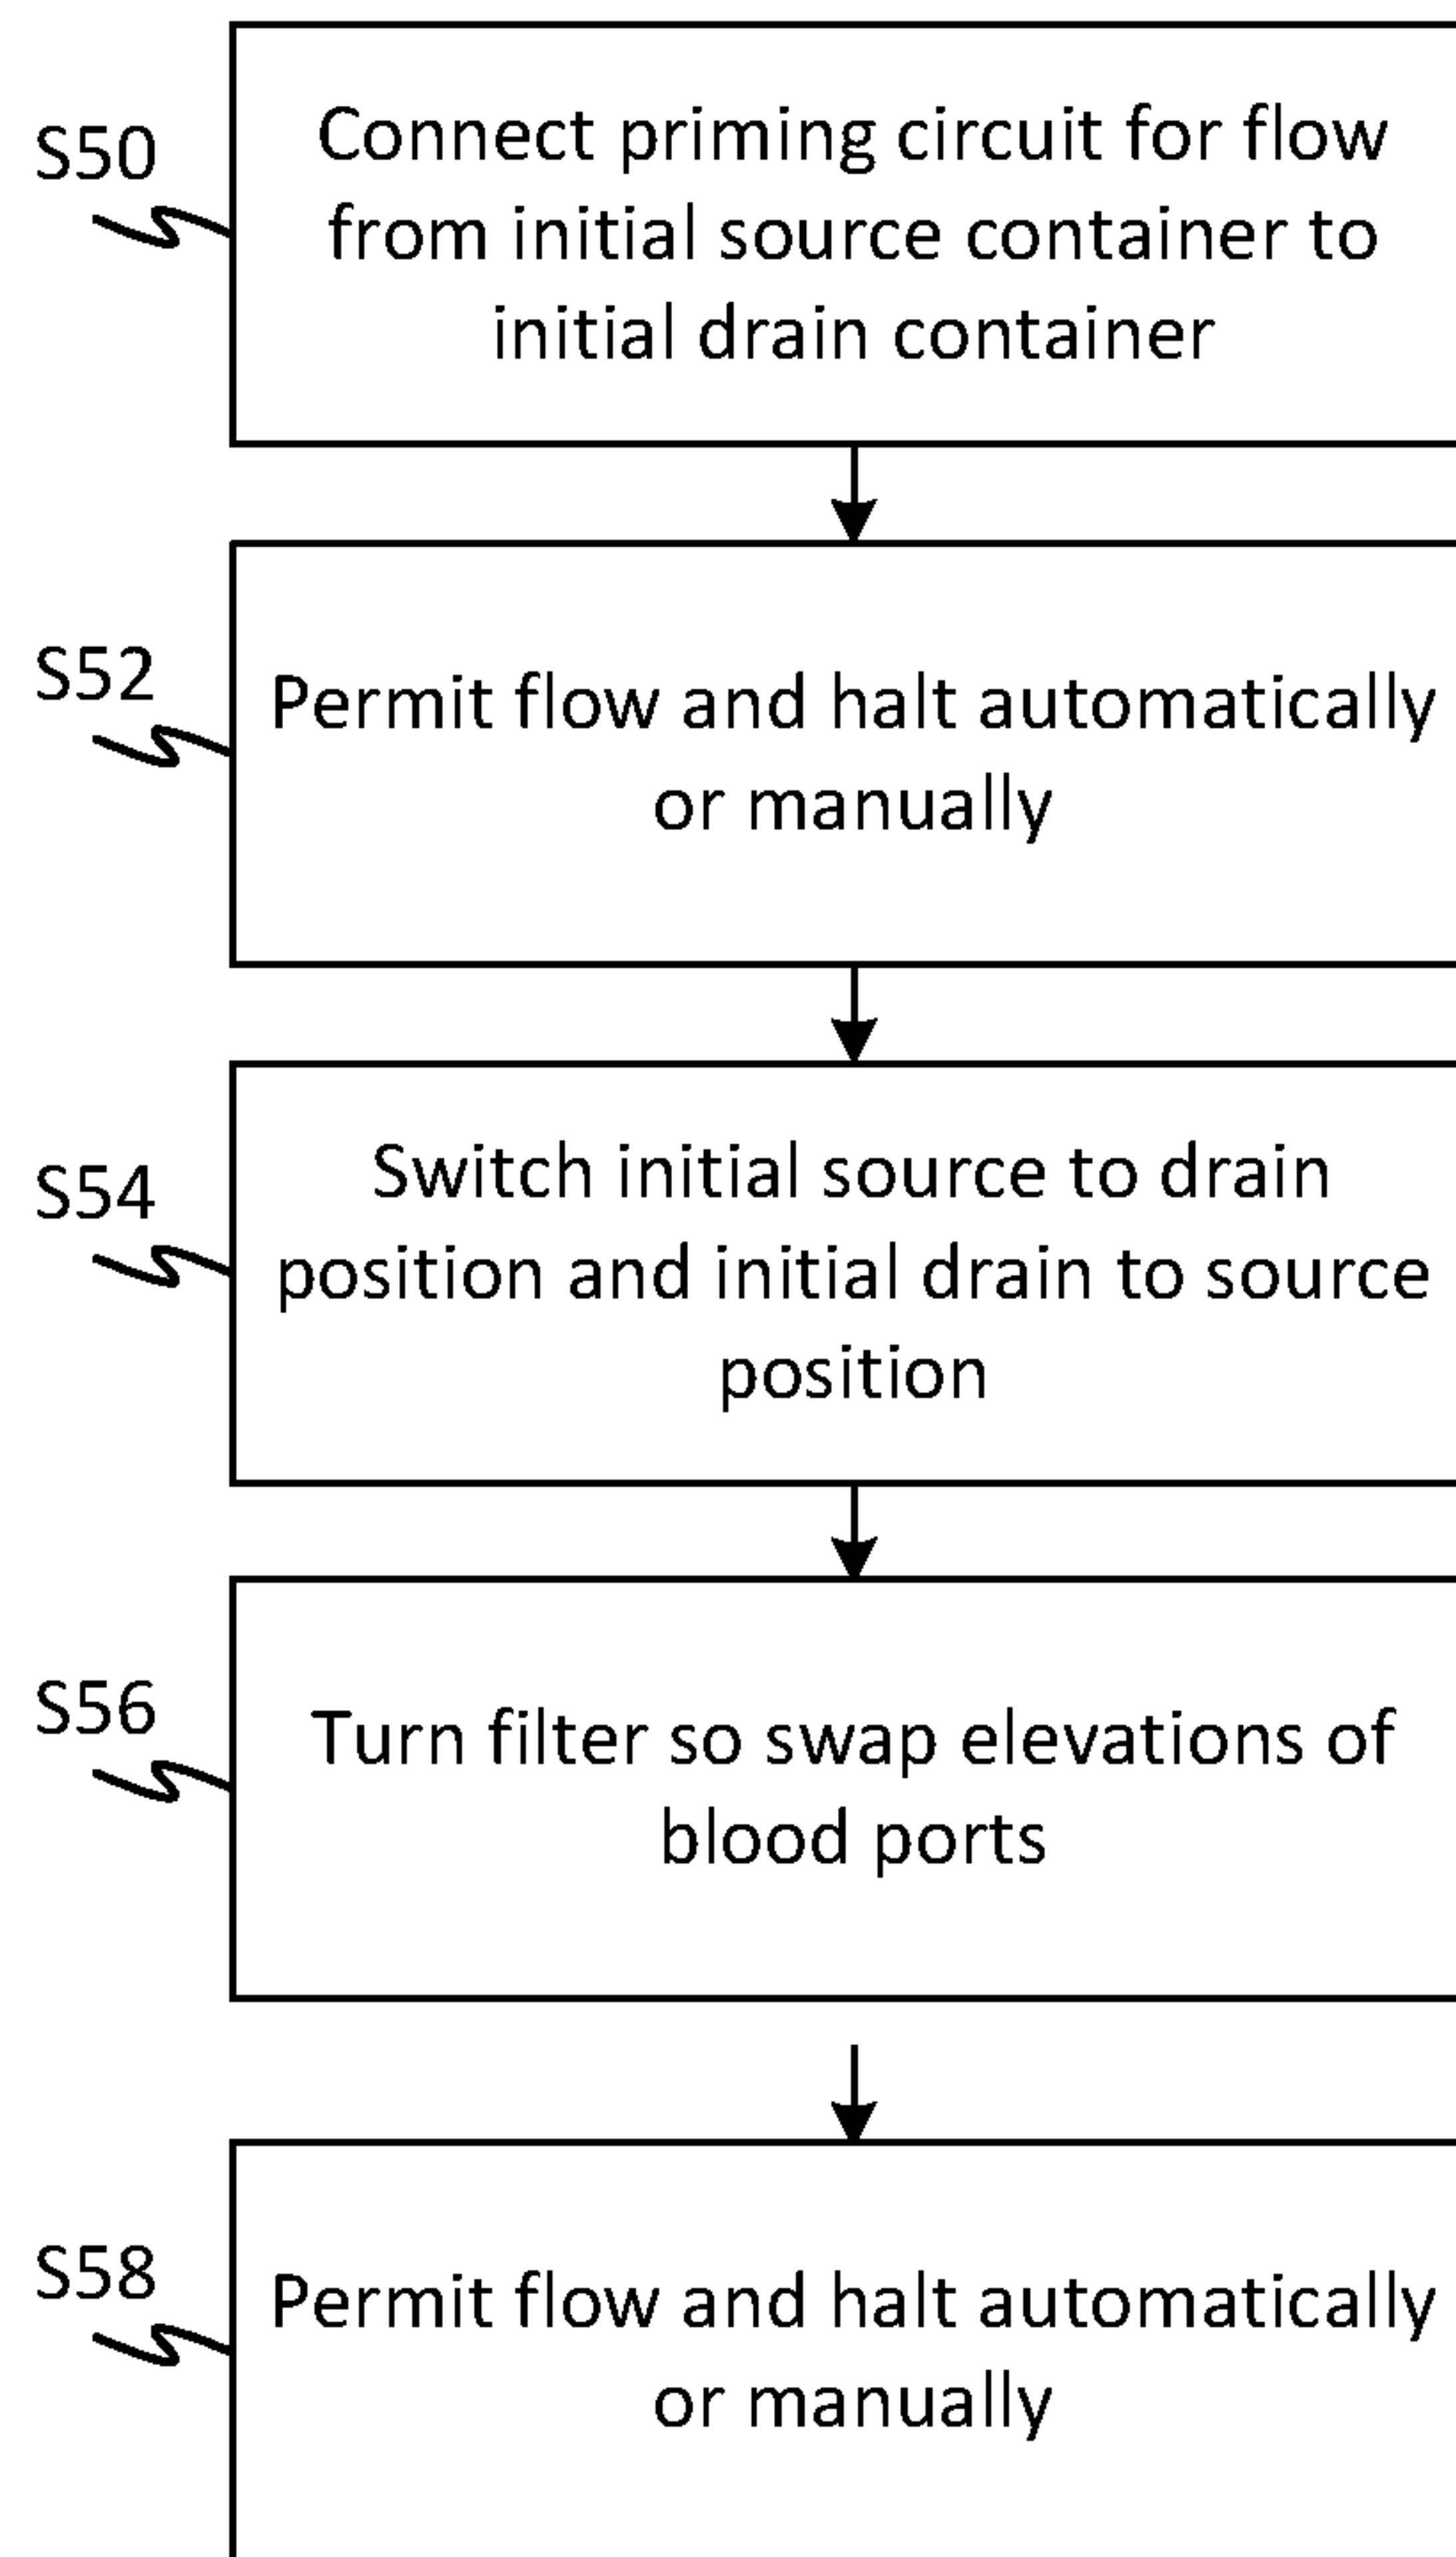 S50
Connect priming circuit for flow
from initial source container to
initial drain container
S52
Permit flow and halt automatically
or manually
S54
Switch initial source to drain
position and initial drain to source
position
S56
Turn filter so swap elevations of
blood ports
S58
Permit flow and halt automatically
or manually